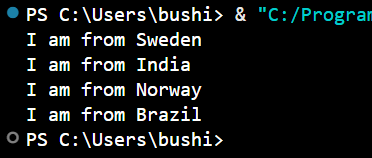 PS C:\Users\bushi> & "C:/Program
I am from Sweden
I am from India
I am from Norway
I am from Brazil
PS C:\Users\bushi>